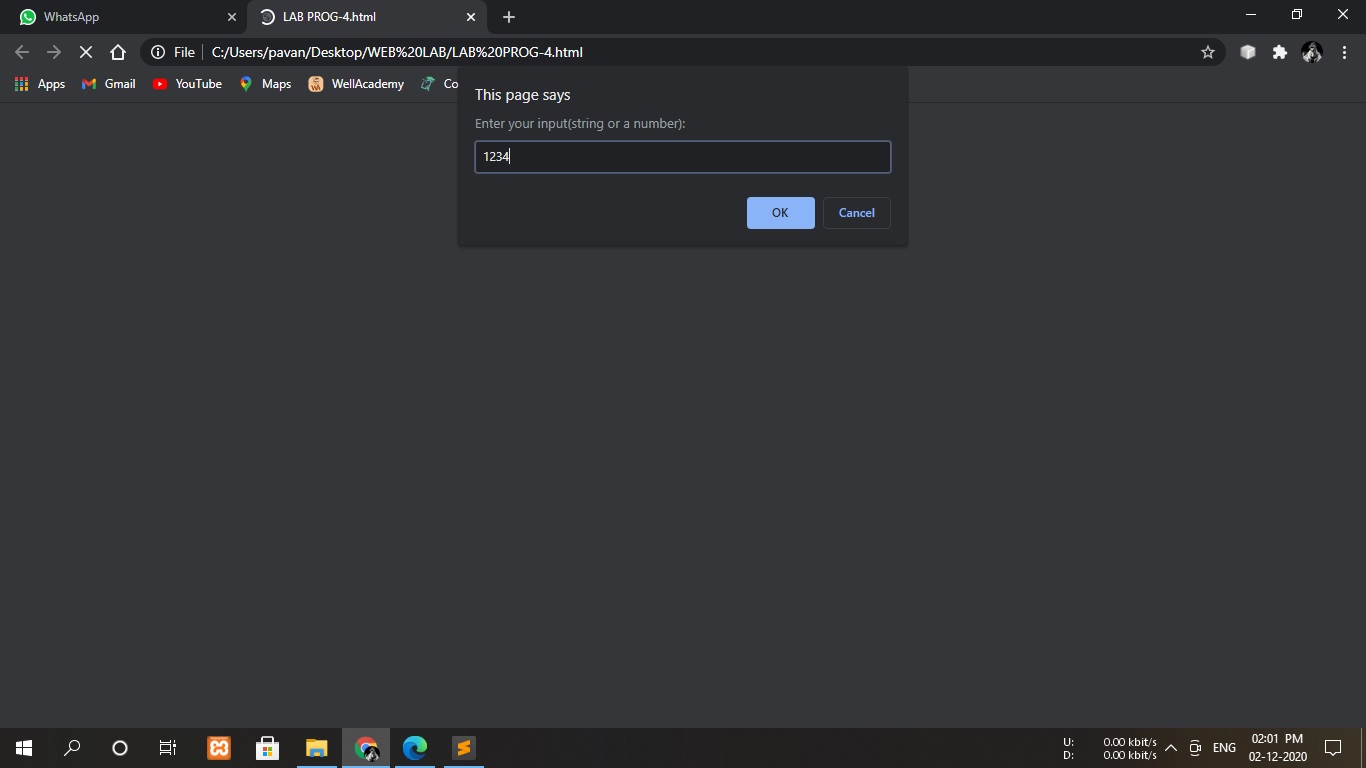 WhatsApp
LAB PROG-4.html
File
C:/Users/pavan/Desktop/WEB%20LAB/LAB%20PROG-4.html
Apps
Gmail
YouTube
Maps
WellAcademy
Co
This page says
Enter your input(string or a number):
1234
OK
Cancel
U: 0.00 kbit/s
D: 0.00 kbit/s
ENG
02:01 PM
02-12-2020